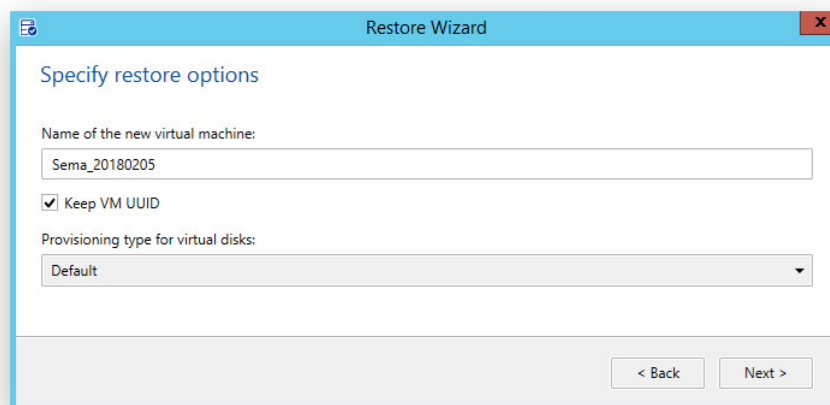 Restore Wizard
x
Specify restore options
Name of the new virtual machine:
Sema_20180205
Keep VM UUID
Provisioning type for virtual disks:
Default
< Back
Next >